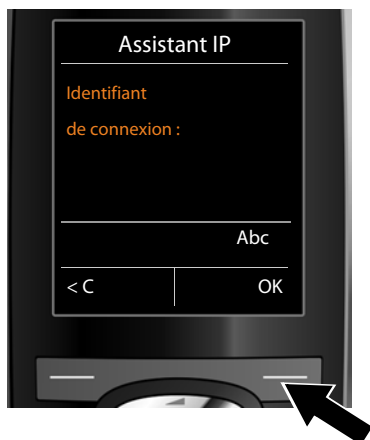 Assistant IP
Identifiant
de connexion :
Abc
< C
OK